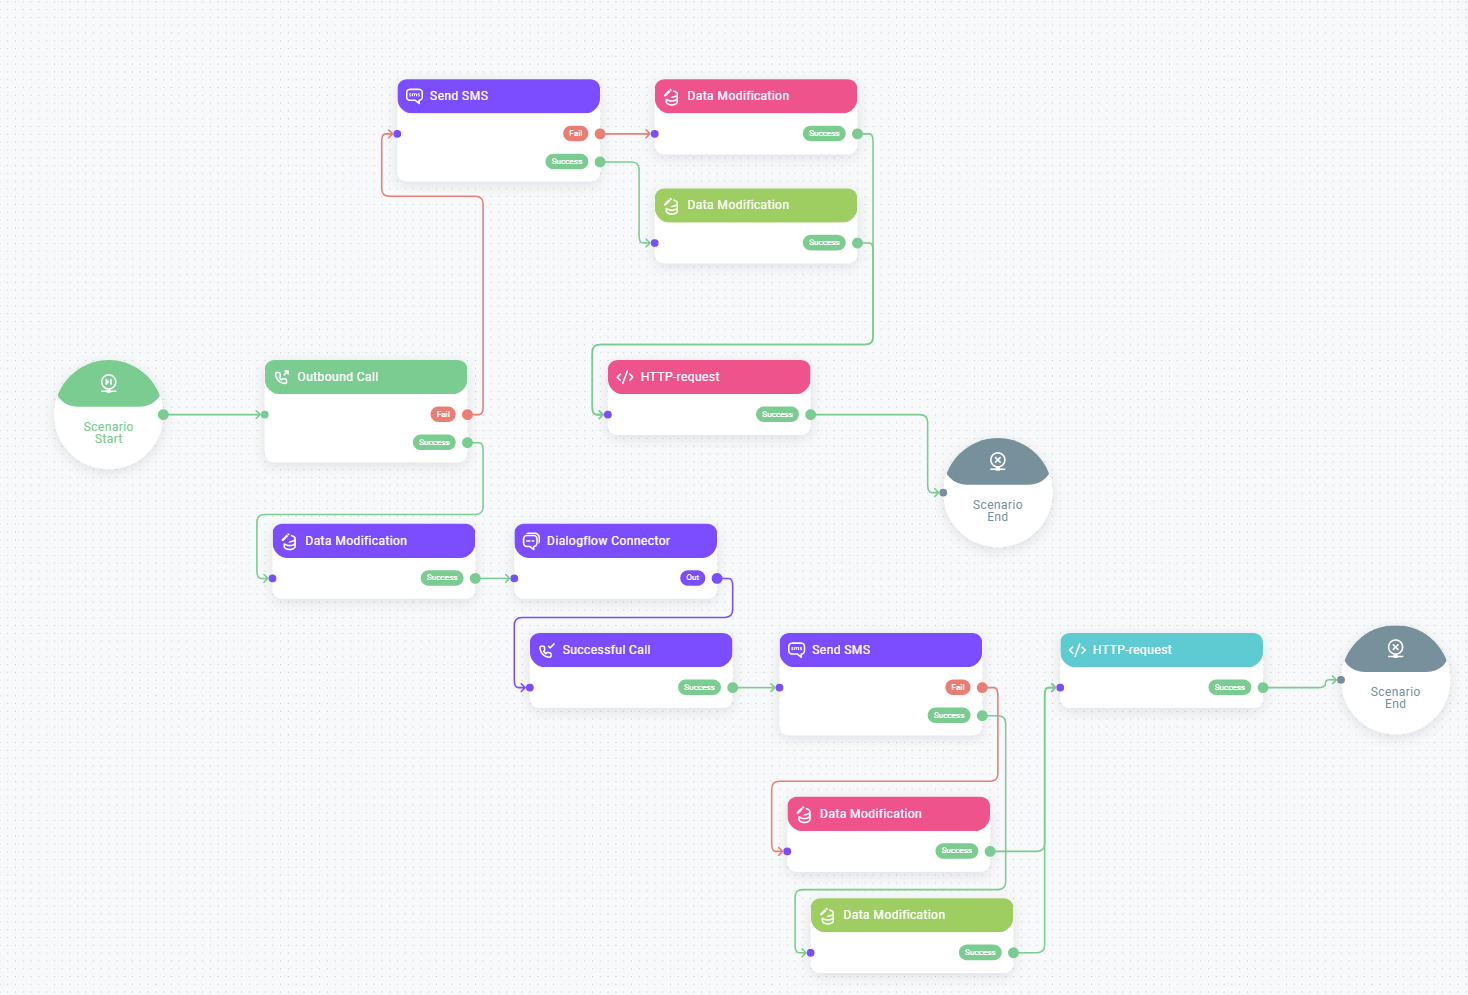 Send SMS
Fail
Success
Data Modification
Success
Data Modification
Success
Scenario
Start
Outbound Call
Fail
Success
HTTP-request
Success
Scenario
End
Data Modification
Success
Dialogflow Connector
Out
Successful Call
Success
Send SMS
Fail
Success
HTTP-request
Success
Scenario
End
Data Modification
Success
Data Modification
Success